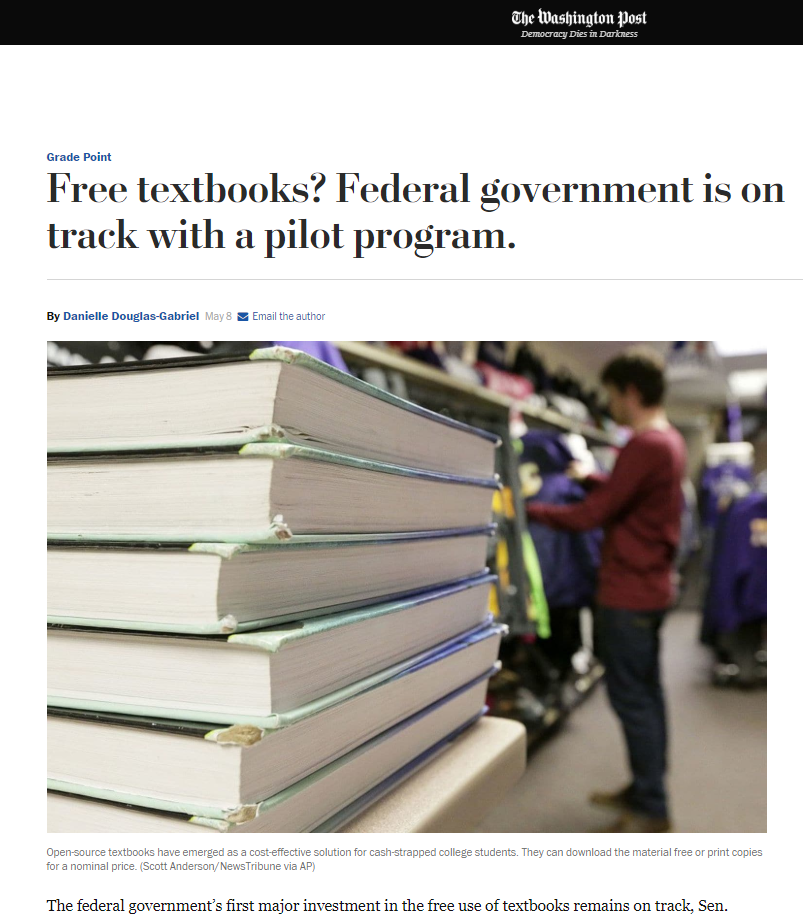 The Washington Post
Democracy Dies in Darkness
Grade Point
Free textbooks? Federal government is on
track with a pilot program.
By Danielle Douglas-Gabriel May 8 Email the author
Open-source textbooks have emerged as a cost-effective solution for cash-strapped college students. They can download the material free or print copies
for a nominal price. (Scott Anderson/NewsTribune via AP)
The federal government’s first major investment in the free use of textbooks remains on track, Sen.